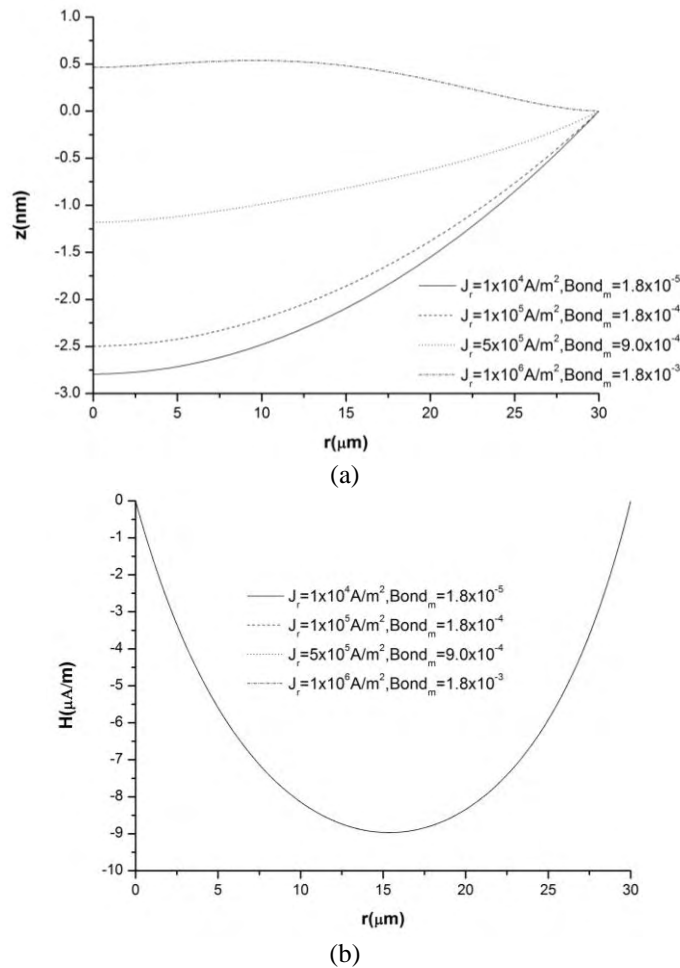 1.0
0.5
0.0
-0.5
-1.0
-1.5
-2.0
-2.5
-3.0
z(nm)
J_r=1x10^4A/m^2,Bond_m=1.8x10^-5
J_r=1x10^5A/m^2,Bond_m=1.8x10^-4
J_r=5x10^5A/m^2,Bond_m=9.0x10^-4
J_r=1x10^6A/m^2,Bond_m=1.8x10^-3
0 5 10 15 20 25 30
r(μm)
(a)
0
-1
-2
-3
-4
-5
-6
-7
-8
-9
-10
H(μA/m)
J_r=1x10^4A/m^2,Bond_m=1.8x10^-5
J_r=1x10^5A/m^2,Bond_m=1.8x10^-4
J_r=5x10^5A/m^2,Bond_m=9.0x10^-4
J_r=1x10^6A/m^2,Bond_m=1.8x10^-3
0 5 10 15 20 25 30
r(μm)
(b)